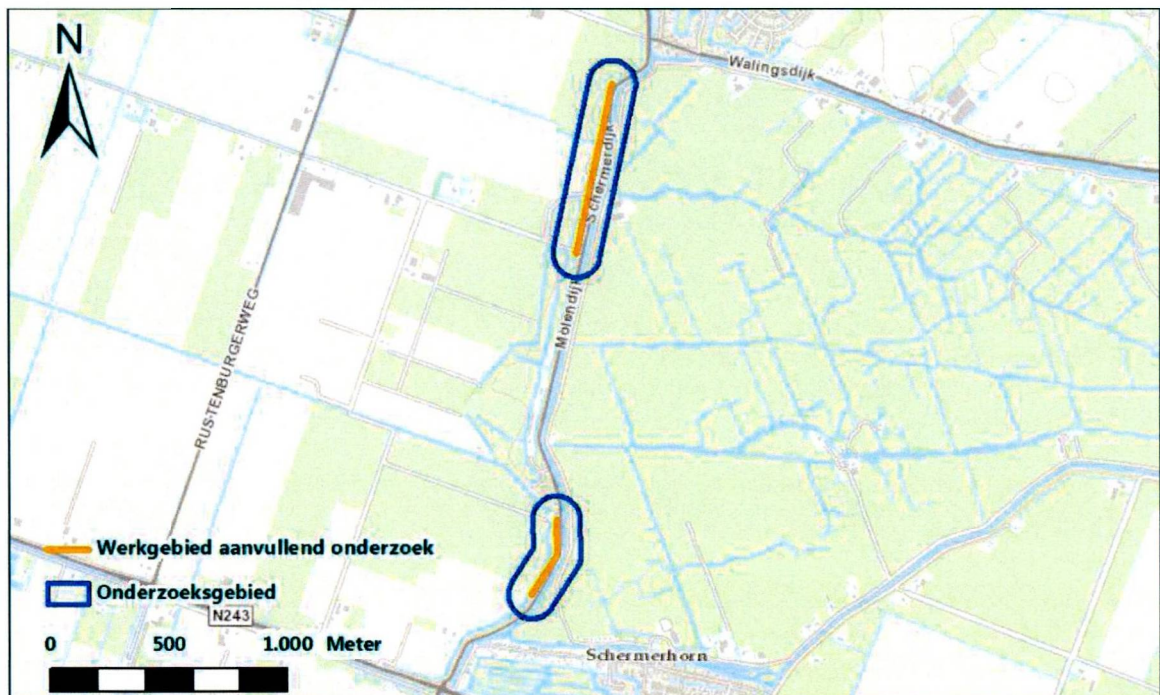 N
Walingsdijk
Schermerdijk
Molendijk
RUSTENBURGERWEG
Werkgebied aanvullend onderzoek
Onderzoeksgebied
N243
0 500 1.000 Meter
Schermerhorn